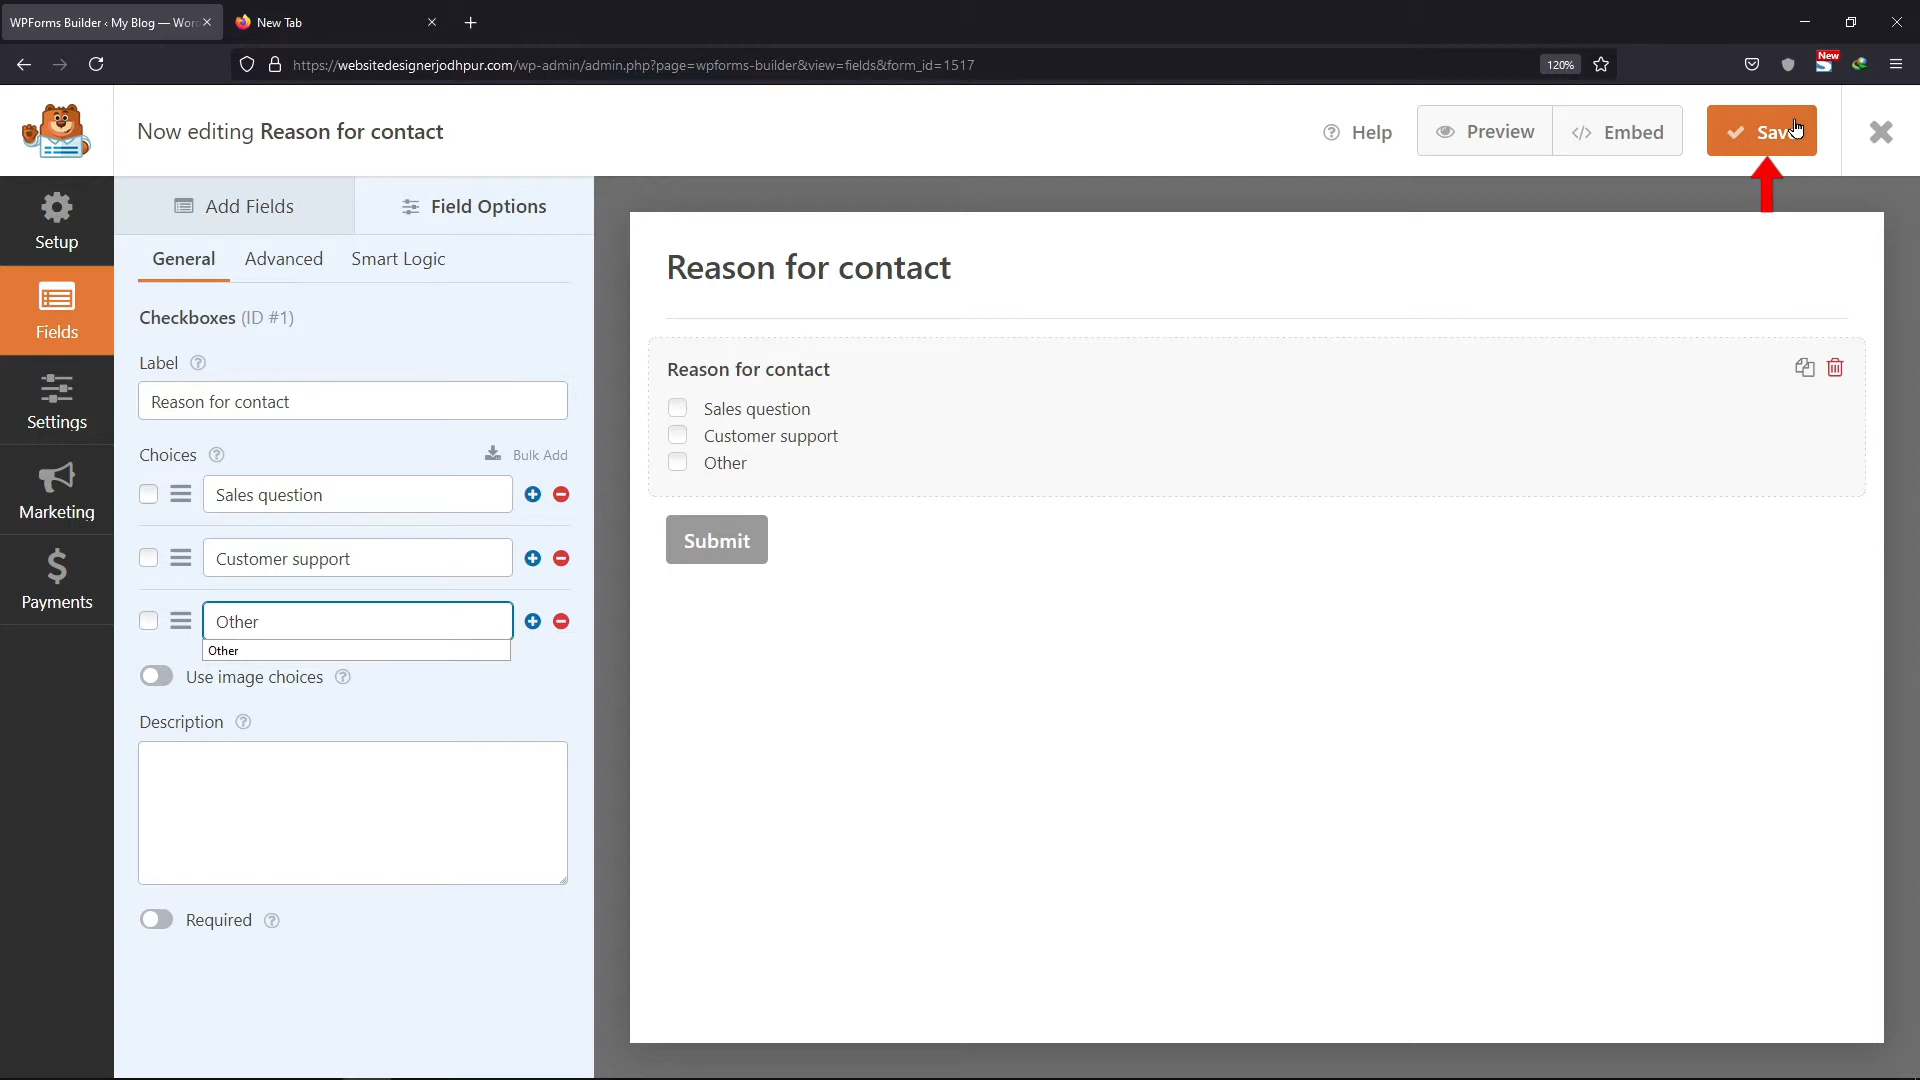 WPForms Builder ‹ My Blog — Wor
New Tab
https://websitedesignerjodhpur.com/wp-admin/admin.php?page=wpforms-builder&view=fields&form_id=1517
120%
New
Now editing Reason for contact
Help
Preview
Embed
Sav
Setup
Fields
Settings
Marketing
Payments
Add Fields
Field Options
General
Advanced
Smart Logic
Checkboxes (ID #1)
Label
Reason for contact
Choices
Bulk Add
Sales question
Customer support
Other
Other
Use image choices
Description
Required
Reason for contact
Reason for contact
Sales question
Customer support
Other
Submit